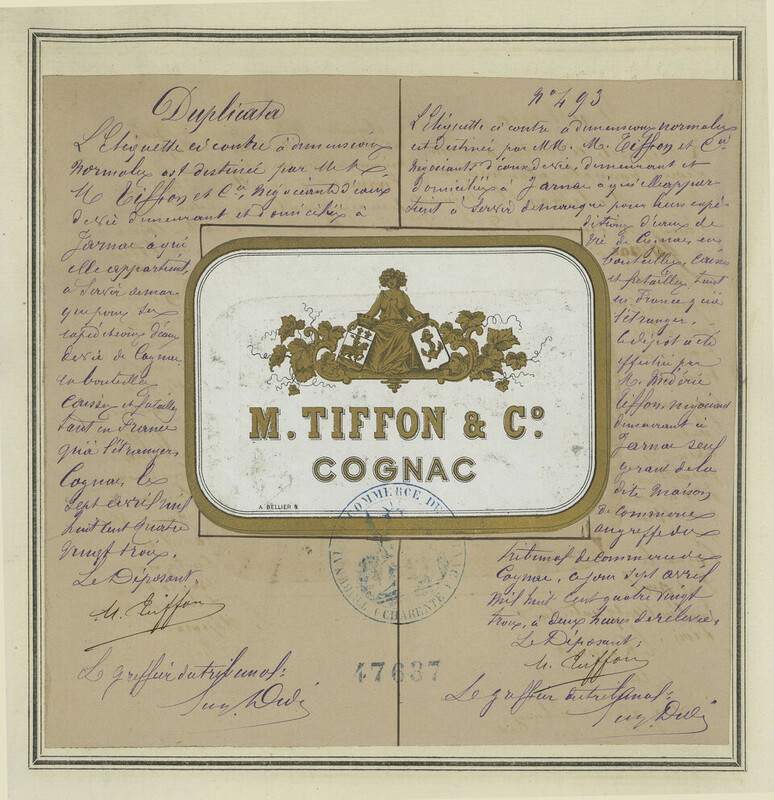 Duplicata
L'Etiquette ci contre à dimensions
normales est destinée par MM.
M Tiffon et Cie, négociants d'eaux
de vie demeurant et domiciliés à
Jarnac à qui
elle appartient,
à servir de mar-
que pour ses
expéditions d'eau
de vie de Cognac
en bouteilles
caisses et futailles
tant en France
qu'à l'étranger.
Cognac, le
sept avril mil
huit cent quatre
vingt trois.
Le Déposant,
M. Tiffon
Le greffier du tribunal:
No 493
L'Etiquette ci contre à dimensions normales
est destinée par MM. M. Tiffon et Cie
négociants d'eaux de vie, demeurant et
domiciliés à Jarnac à qui elle appar-
tient à servir de marque pour leurs expé-
ditions d'eaux de
vie de Cognac, en
bouteilles, caisses
et futailles, tant
en France qu'à
l'étranger.
Le dépôt a été
effectué par
M. Médéric
Tiffon, négociant
demeurant à
Jarnac seul
gérant de la
dite maison
de commerce
au greffe du
Tribunal de commerce de
Cognac, ce jour sept avril
mil huit cent quatre vingt
trois, à deux heures de relevée.
Le Déposant:
M. Tiffon
Le greffier du tribunal:
M. TIFFON & Co.
COGNAC
A. BELLIER &
COMMERCE DE
CHARENTE
47637